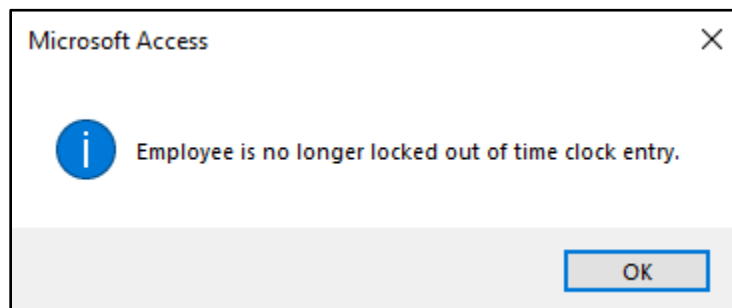 Microsoft Access
Employee is no longer locked out of time clock entry.
OK